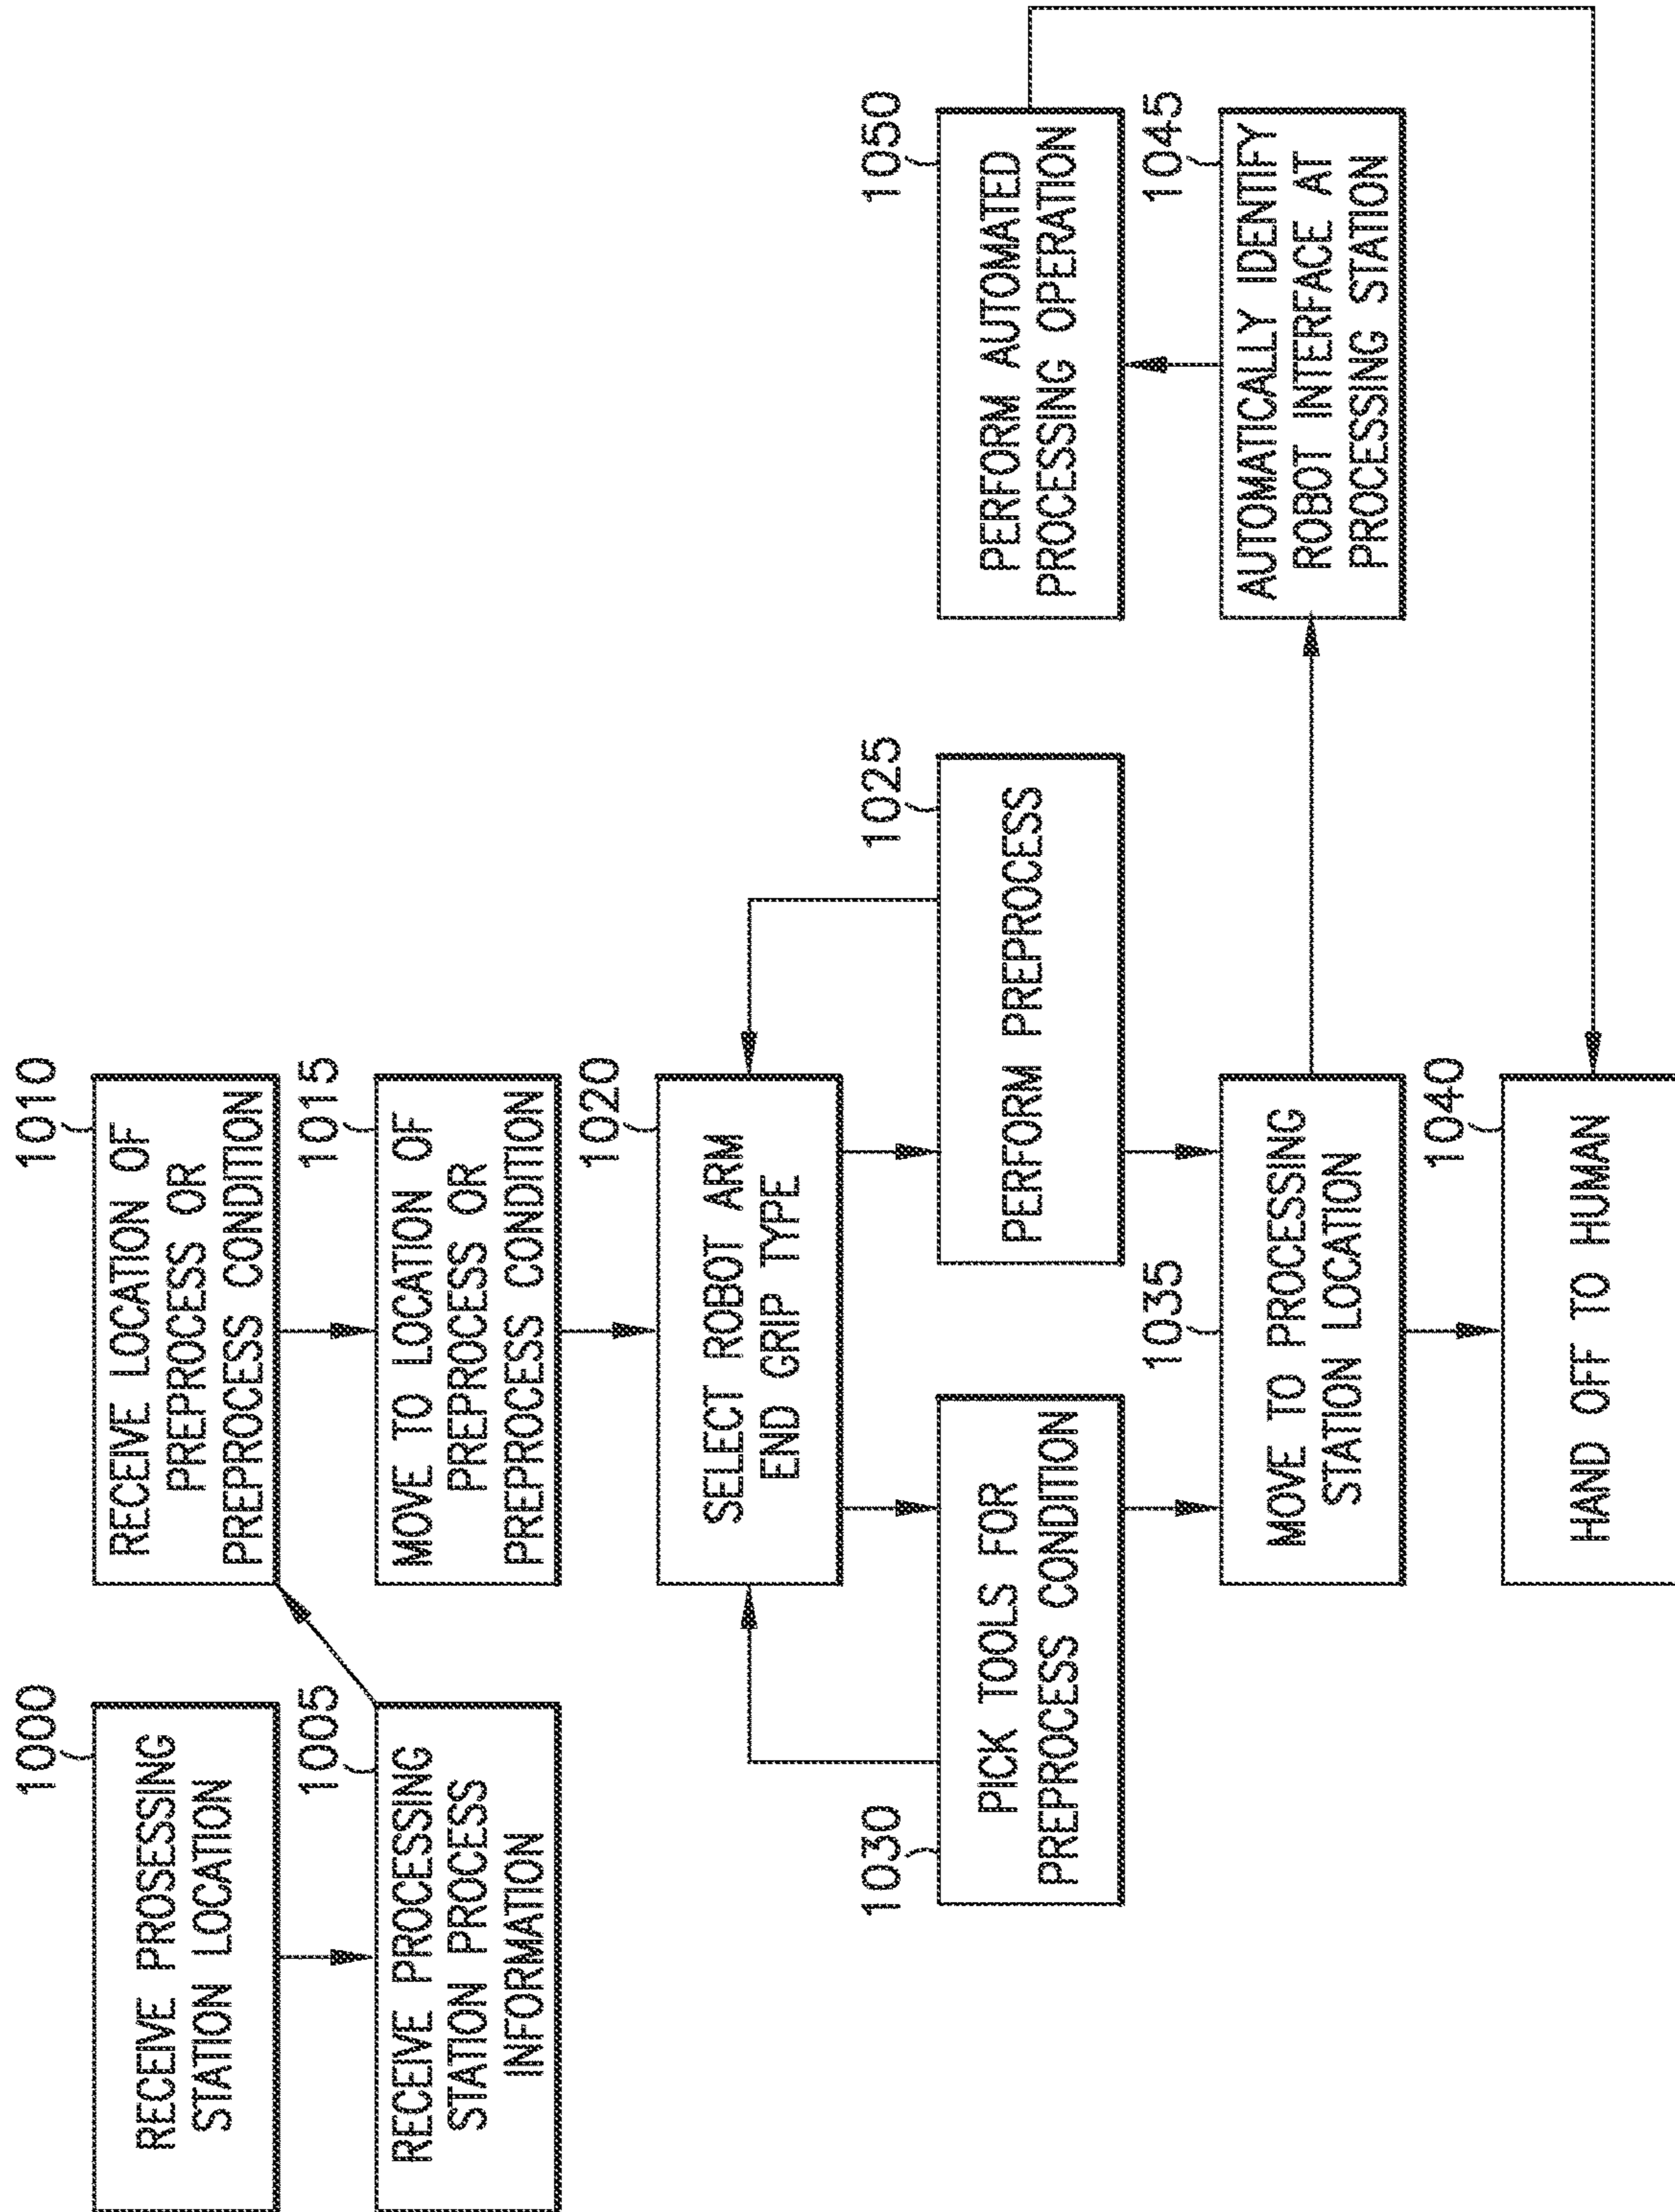 1000
RECEIVE PROSESSING
STATION LOCATION
1005
RECEIVE PROCESSING
STATION PROCESS
INFORMATION
1010
RECEIVE LOCATION OF
PREPROCESS OR
PREPROCESS CONDITION
1015
MOVE TO LOCATION OF
PREPROCESS OR
PREPROCESS CONDITION
1020
SELECT ROBOT ARM
END GRIP TYPE
1030
PICK TOOLS FOR
PREPROCESS CONDITION
1025
PERFORM PREPROCESS
1035
MOVE TO PROCESSING
STATION LOCATION
1040
HAND OFF TO HUMAN
1050
PERFORM AUTOMATED
PROCESSING OPERATION
1045
AUTOMATICALLY IDENTIFY
ROBOT INTERFACE AT
PROCESSING STATION